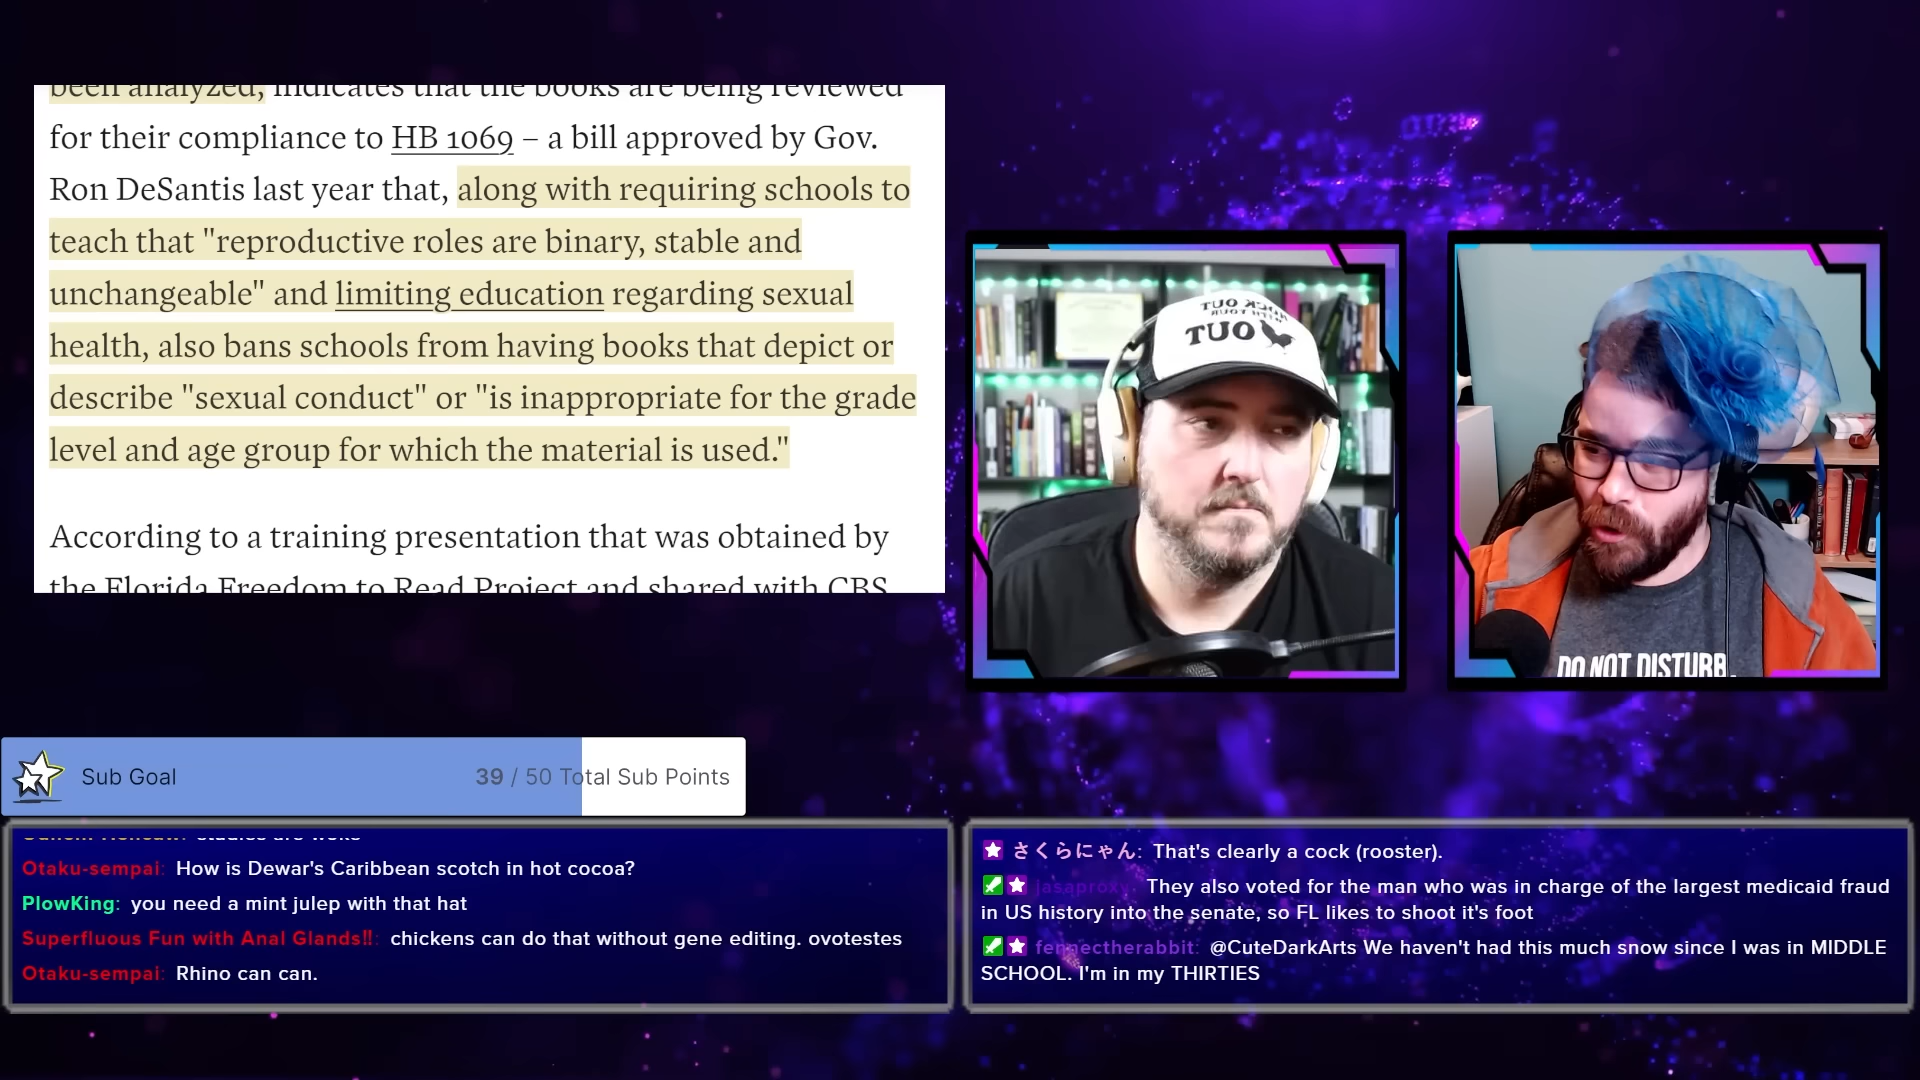 been analyzed, indicates that the books are being reviewed
for their compliance to HB 1069 – a bill approved by Gov.
Ron DeSantis last year that, along with requiring schools to
teach that "reproductive roles are binary, stable and
unchangeable" and limiting education regarding sexual
health, also bans schools from having books that depict or
describe "sexual conduct" or "is inappropriate for the grade
level and age group for which the material is used."
According to a training presentation that was obtained by
the Florida Freedom to Read Project and shared with CBS
OUT
DO NOT DISTURB
Sub Goal
39 / 50 Total Sub Points
studies are woke
Otaku-sempai: How is Dewar's Caribbean scotch in hot cocoa?
PlowKing: you need a mint julep with that hat
Superfluous Fun with Anal Glands!!: chickens can do that without gene editing. ovotestes
Otaku-sempai: Rhino can can.
さくらにゃん: That's clearly a cock (rooster).
jasaproxy: They also voted for the man who was in charge of the largest medicaid fraud
in US history into the senate, so FL likes to shoot it's foot
fennectherabbit: @CuteDarkArts We haven't had this much snow since I was in MIDDLE
SCHOOL. I'm in my THIRTIES